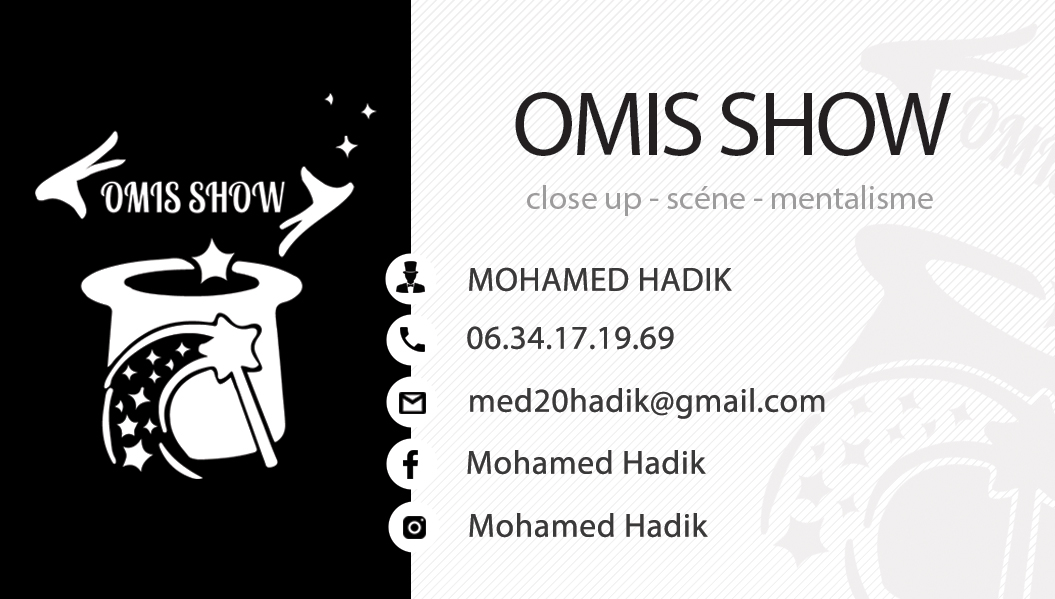 OMIS SHOW
OMIS SHOW
close up - scéne - mentalisme
MOHAMED HADIK
06.34.17.19.69
med20hadik@gmail.com
Mohamed Hadik
Mohamed Hadik